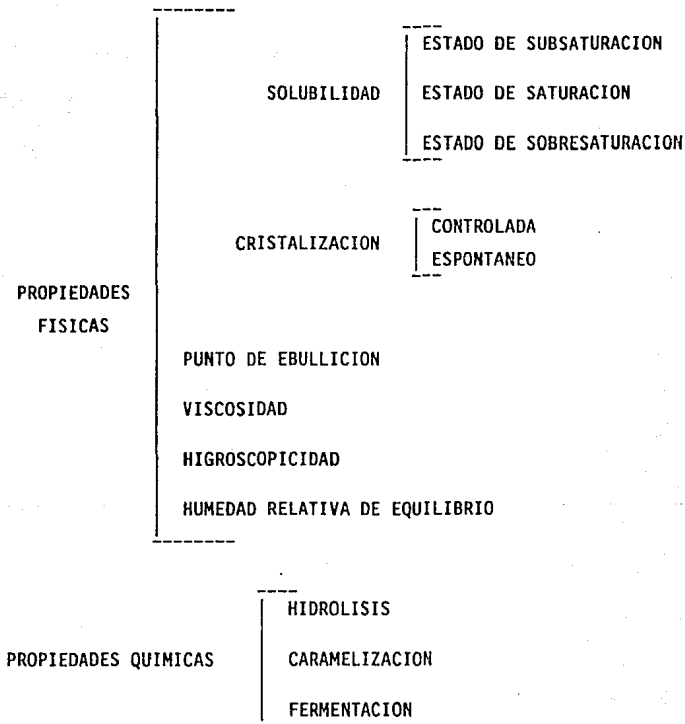 ESTADO DE SUBSATURACION
SOLUBILIDAD
ESTADO DE SATURACION
ESTADO DE SOBRESATURACION
CONTROLADA
CRISTALIZACION
ESPONTANEO
PROPIEDADES
FISICAS
PUNTO DE EBULLICION
VISCOSIDAD
HIGROSCOPICIDAD
HUMEDAD RELATIVA DE EQUILIBRIO
HIDROLISIS
PROPIEDADES QUIMICAS
CARAMELIZACION
FERMENTACION